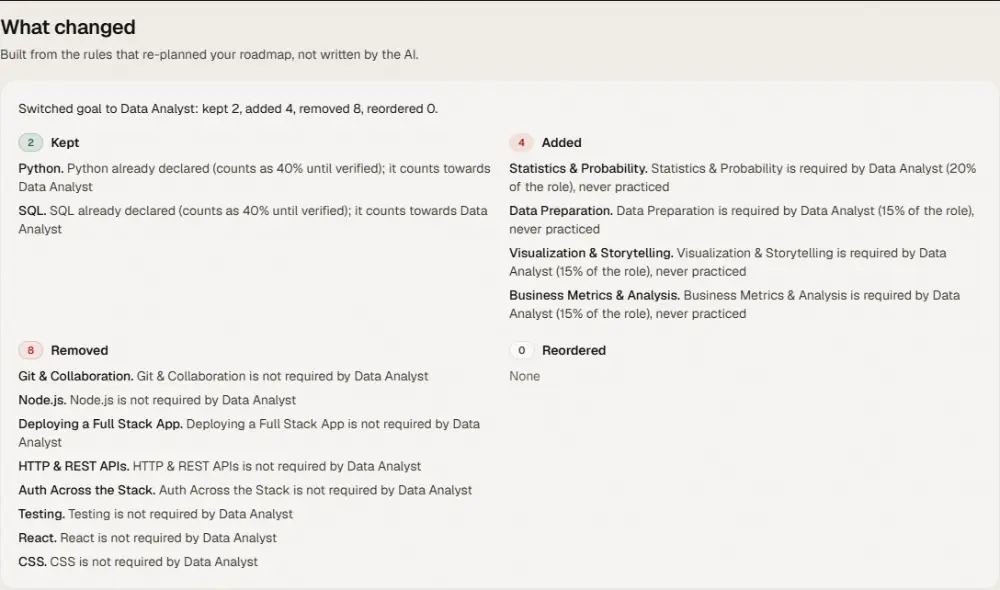 What changed
Built from the rules that re-planned your roadmap, not written by the AI.
Switched goal to Data Analyst: kept 2, added 4, removed 8, reordered 0.
2 Kept
Python. Python already declared (counts as 40% until verified); it counts towards
Data Analyst
SQL. SQL already declared (counts as 40% until verified); it counts towards Data
Analyst
4 Added
Statistics & Probability. Statistics & Probability is required by Data Analyst (20%
of the role), never practiced
Data Preparation. Data Preparation is required by Data Analyst (15% of the role),
never practiced
Visualization & Storytelling. Visualization & Storytelling is required by Data
Analyst (15% of the role), never practiced
Business Metrics & Analysis. Business Metrics & Analysis is required by Data
Analyst (15% of the role), never practiced
8 Removed
Git & Collaboration. Git & Collaboration is not required by Data Analyst
Node.js. Node.js is not required by Data Analyst
Deploying a Full Stack App. Deploying a Full Stack App is not required by Data
Analyst
HTTP & REST APIs. HTTP & REST APIs is not required by Data Analyst
Auth Across the Stack. Auth Across the Stack is not required by Data Analyst
Testing. Testing is not required by Data Analyst
React. React is not required by Data Analyst
CSS. CSS is not required by Data Analyst
0 Reordered
None